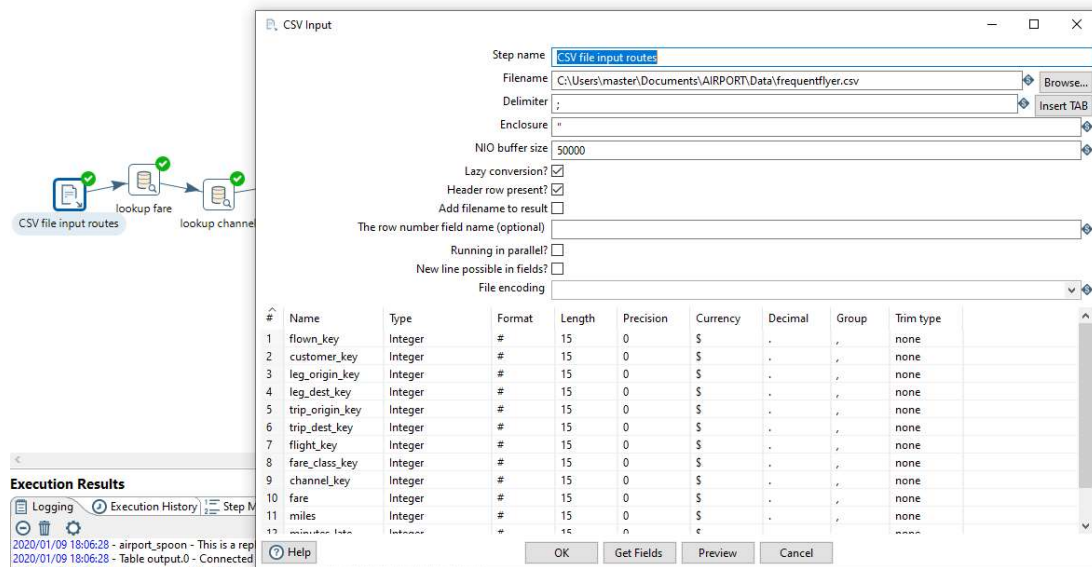 CSV Input
Step name CSV file input routes
Filename C:\Users\master\Documents\AIRPORT\Data\frequentflyer.csv Browse...
Delimiter ; Insert TAB
Enclosure "
NIO buffer size 50000
Lazy conversion?
Header row present?
Add filename to result
The row number field name (optional)
Running in parallel?
New line possible in fields?
File encoding
# Name Type Format Length Precision Currency Decimal Group Trim type
1 flown_key Integer # 15 0 $ . , none
2 customer_key Integer # 15 0 $ . , none
3 leg_origin_key Integer # 15 0 $ . , none
4 leg_dest_key Integer # 15 0 $ . , none
5 trip_origin_key Integer # 15 0 $ . , none
6 trip_dest_key Integer # 15 0 $ . , none
7 flight_key Integer # 15 0 $ . , none
8 fare_class_key Integer # 15 0 $ . , none
9 channel_key Integer # 15 0 $ . , none
10 fare Integer # 15 0 $ . , none
11 miles Integer # 15 0 $ . , none
12 minutes_late Integer # 15 0 $ . , none
Help OK Get Fields Preview Cancel
CSV file input routes
lookup fare
lookup channel
Execution Results
Logging Execution History Step M
2020/01/09 18:06:28 - airport_spoon - This is a repl
2020/01/09 18:06:28 - Table output.0 - Connected